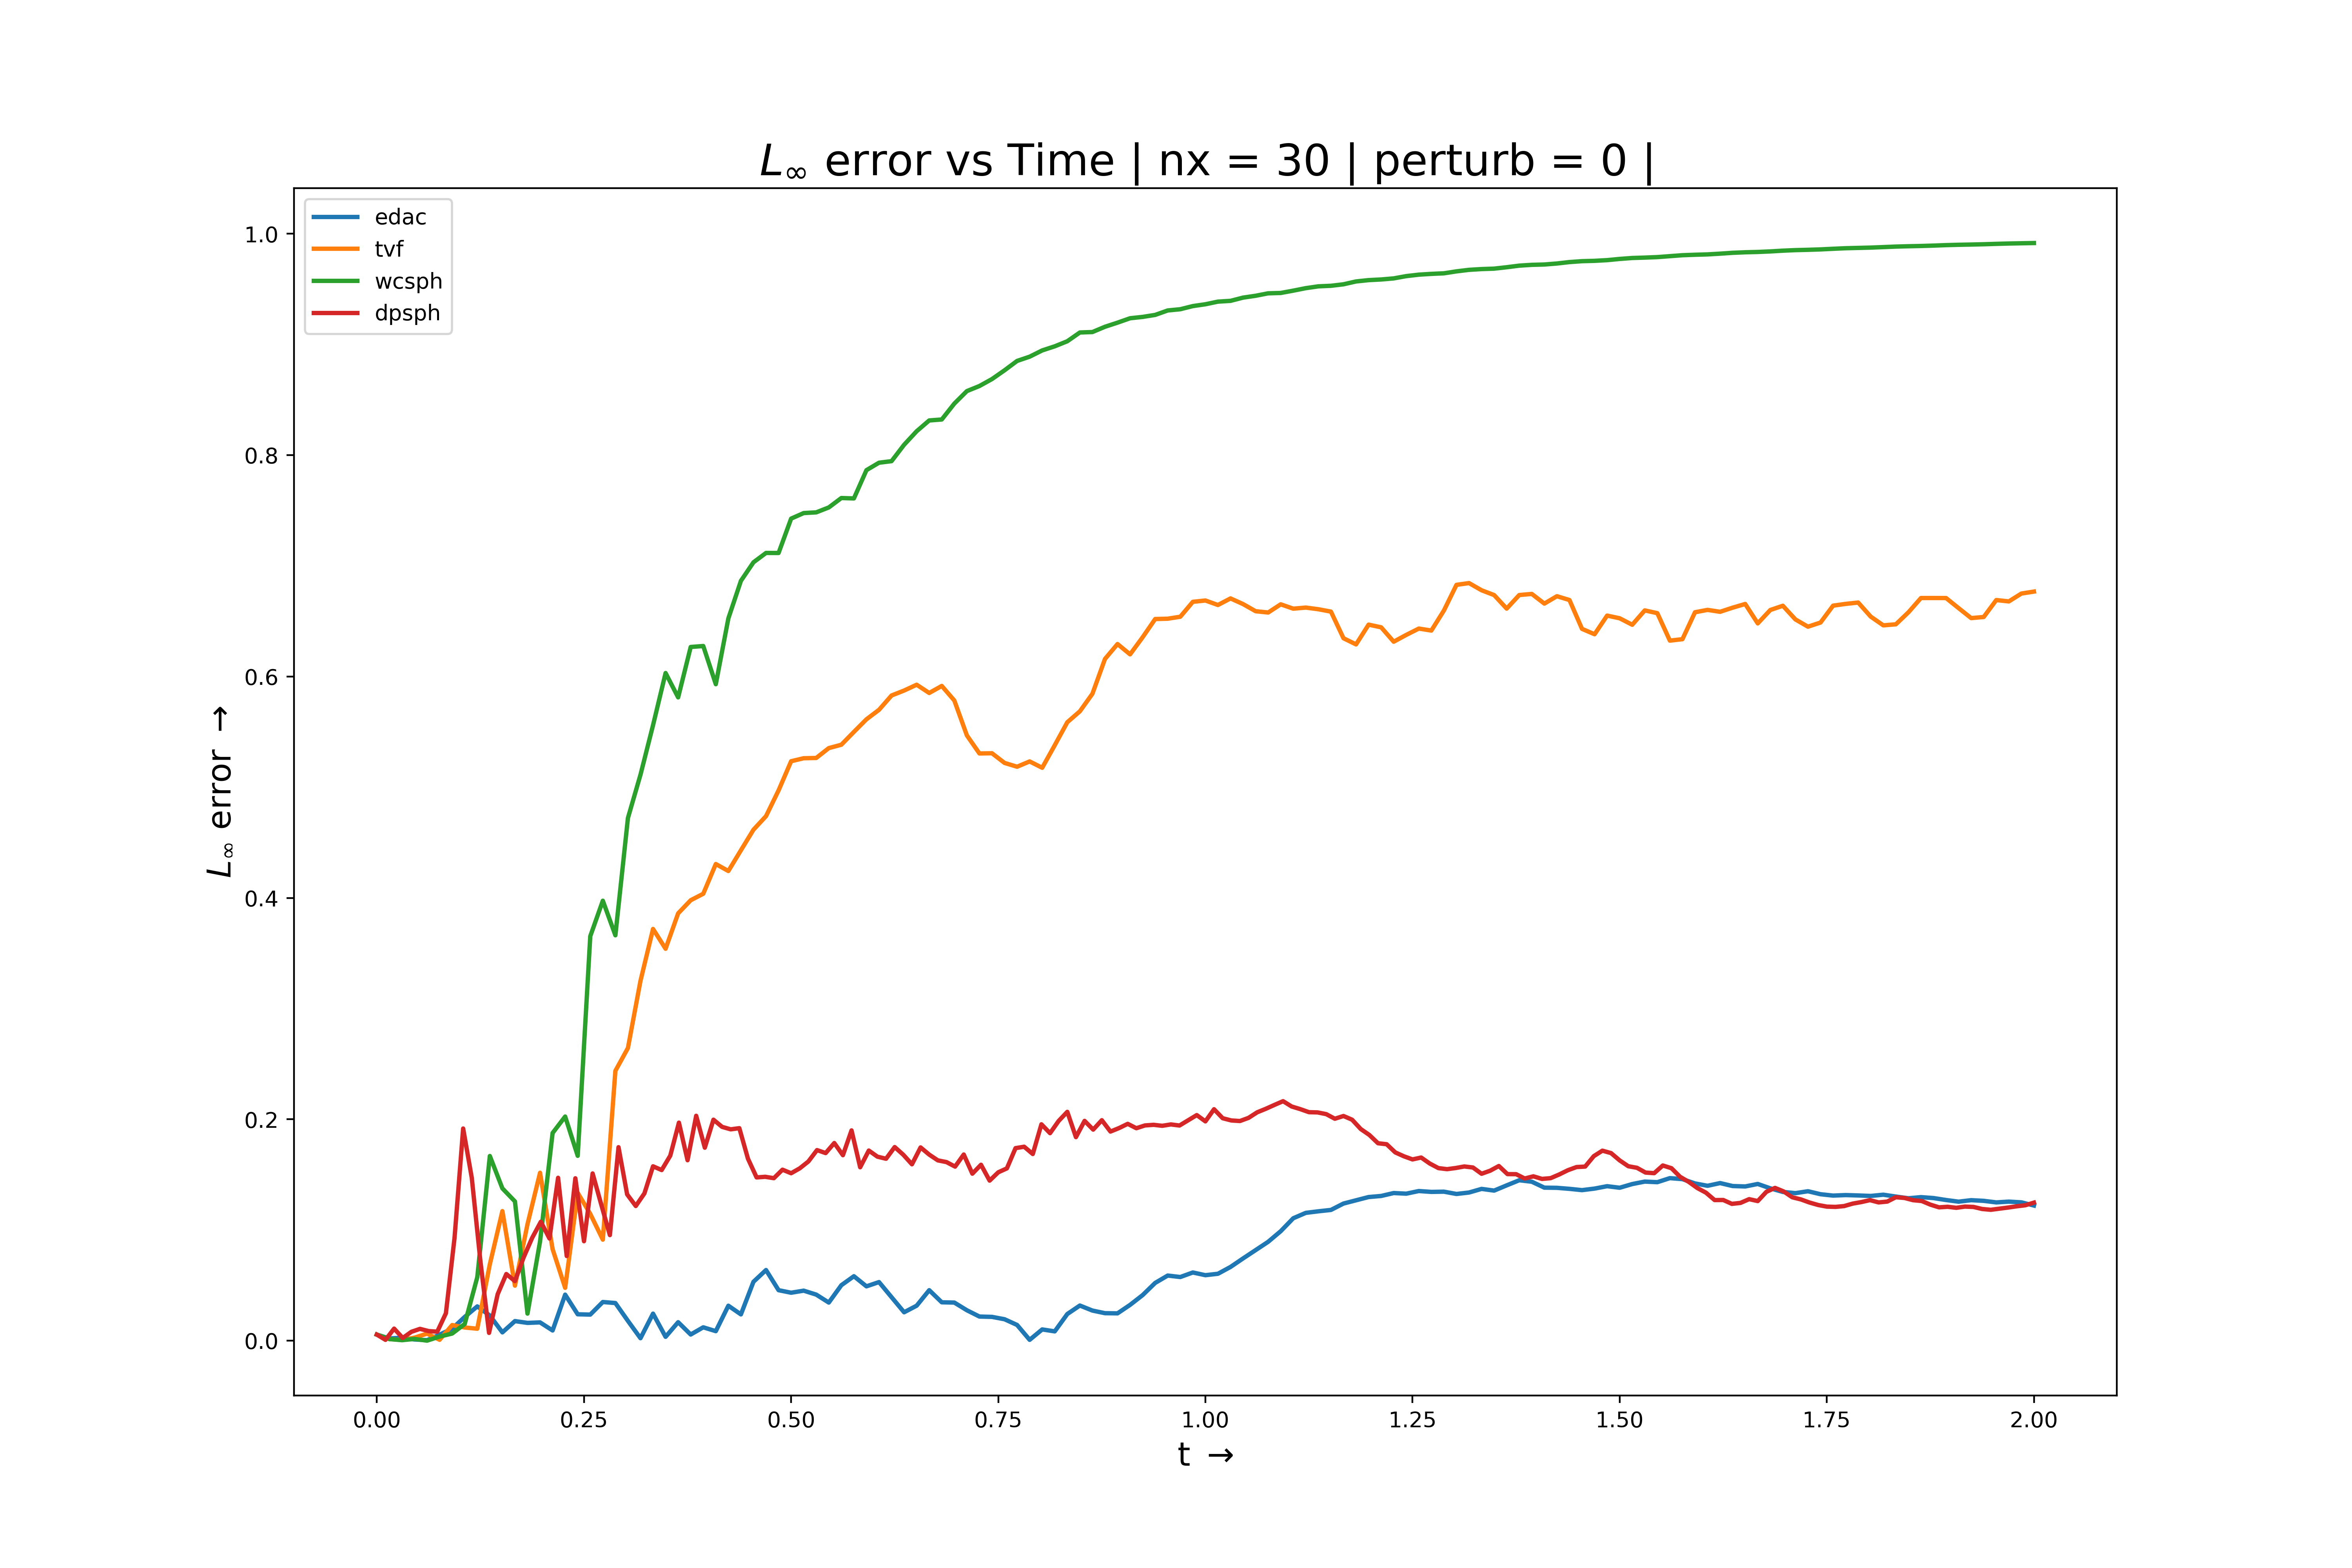 L∞ error vs Time | nx = 30 | perturb = 0 |
edac
tvf
wcsph
dpsph
1.0
0.8
0.6
0.4
0.2
0.0
L∞ error →
0.00 0.25 0.50 0.75 1.00 1.25 1.50 1.75 2.00
t →